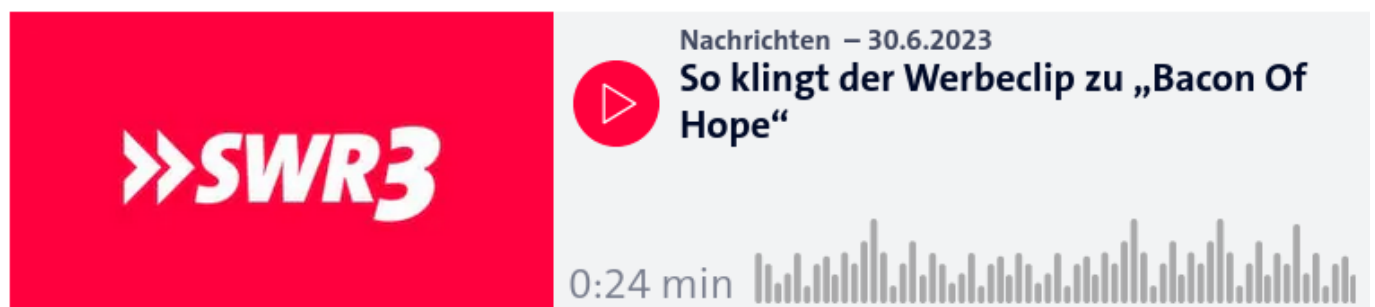 »SWR3
Nachrichten – 30.6.2023
So klingt der Werbeclip zu „Bacon Of
Hope“
0:24 min